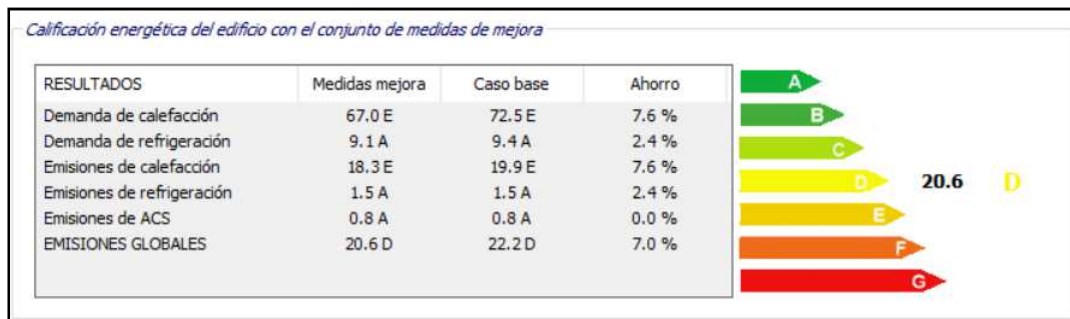 Calificación energética del edificio con el conjunto de medidas de mejora
RESULTADOS Medidas mejora Caso base Ahorro
Demanda de calefacción 67.0 E 72.5 E 7.6 %
Demanda de refrigeración 9.1 A 9.4 A 2.4 %
Emisiones de calefacción 18.3 E 19.9 E 7.6 %
Emisiones de refrigeración 1.5 A 1.5 A 2.4 %
Emisiones de ACS 0.8 A 0.8 A 0.0 %
EMISIONES GLOBALES 20.6 D 22.2 D 7.0 %
A
B
C
D 20.6 D
E
F
G